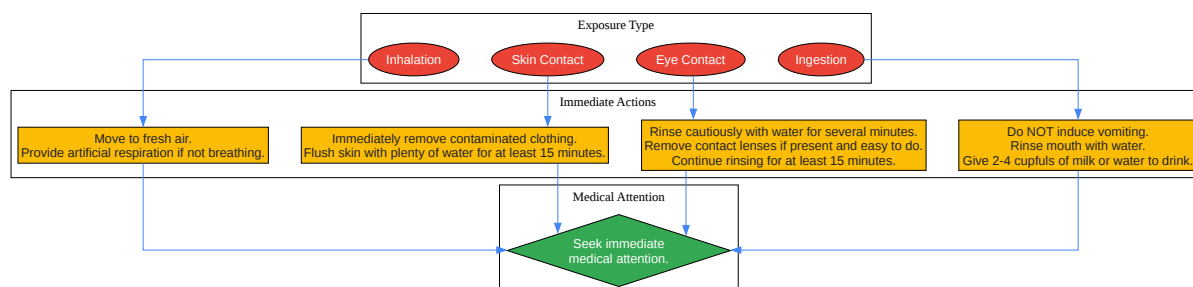 Exposure Type
Inhalation
Skin Contact
Eye Contact
Ingestion
Immediate Actions
Move to fresh air.
Provide artificial respiration if not breathing.
Immediately remove contaminated clothing.
Flush skin with plenty of water for at least 15 minutes.
Rinse cautiously with water for several minutes.
Remove contact lenses if present and easy to do.
Continue rinsing for at least 15 minutes.
Do NOT induce vomiting.
Rinse mouth with water.
Give 2-4 cupfuls of milk or water to drink.
Medical Attention
Seek immediate
medical attention.